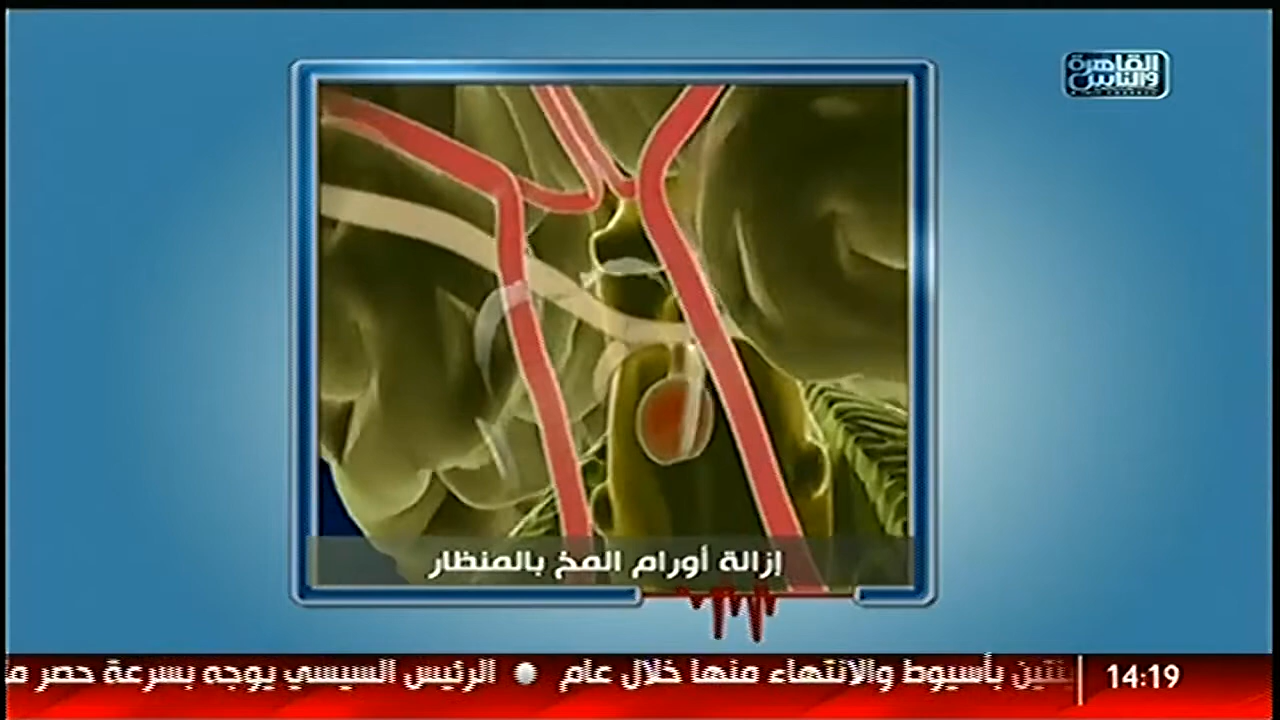 القاهرة
والناس
إزالة أورام المخ بالمنظار
بأسيوط والانتهاء منها خلال عام
الرئيس السيسي يوجه بسرعة حصر
14:19